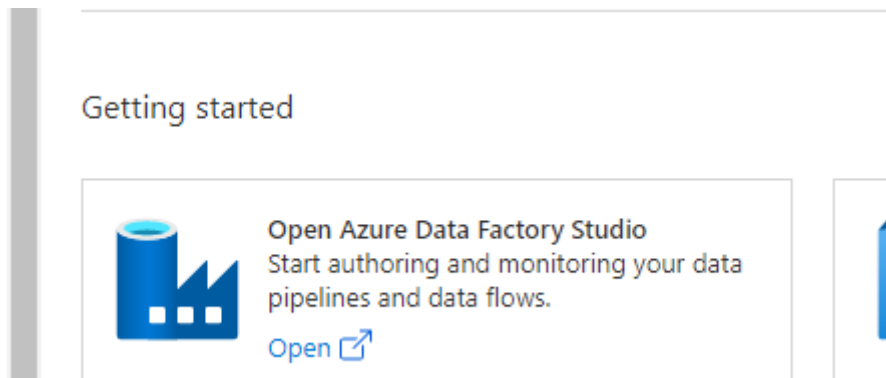 Getting started
Open Azure Data Factory Studio
Start authoring and monitoring your data
pipelines and data flows.
Open